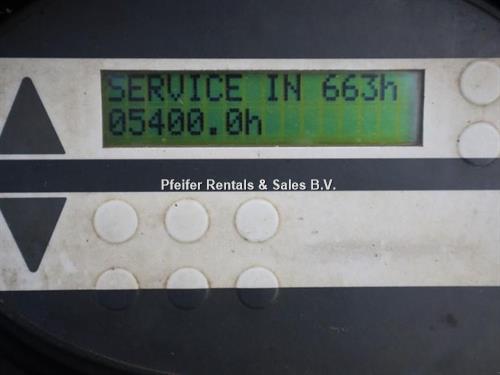 SERVICE IN 663h
05400.0h
Pfeifer Rentals & Sales B.V.